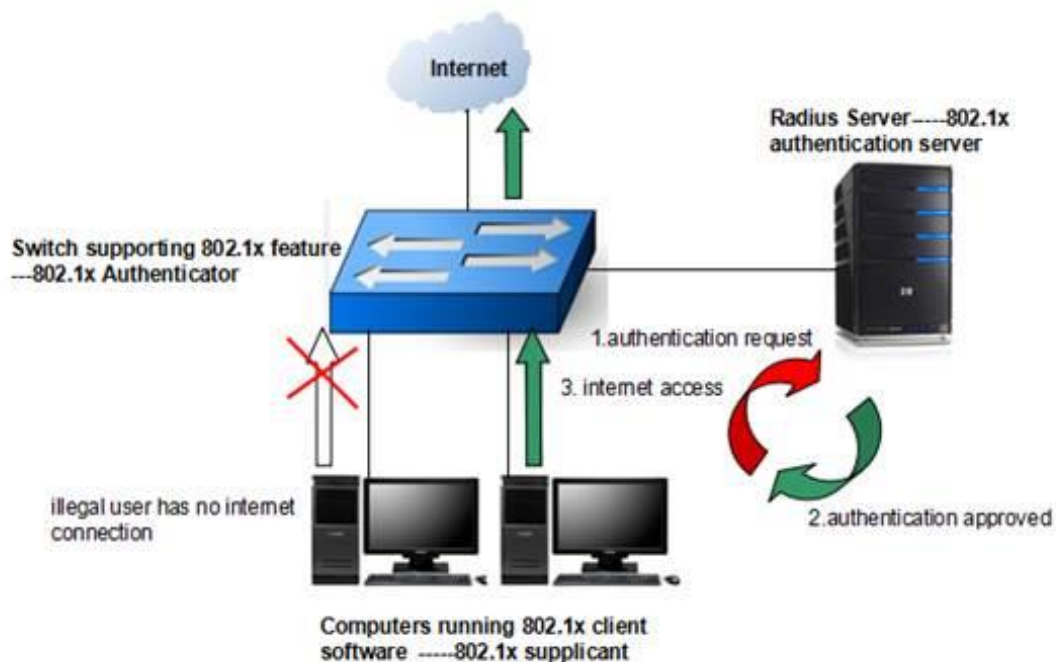 Internet
Radius Server-----802.1x
authentication server
Switch supporting 802.1x feature
---802.1x Authenticator
1.authentication request
3. internet access
illegal user has no internet
connection
2.authentication approved
Computers running 802.1x client
software -----802.1x supplicant